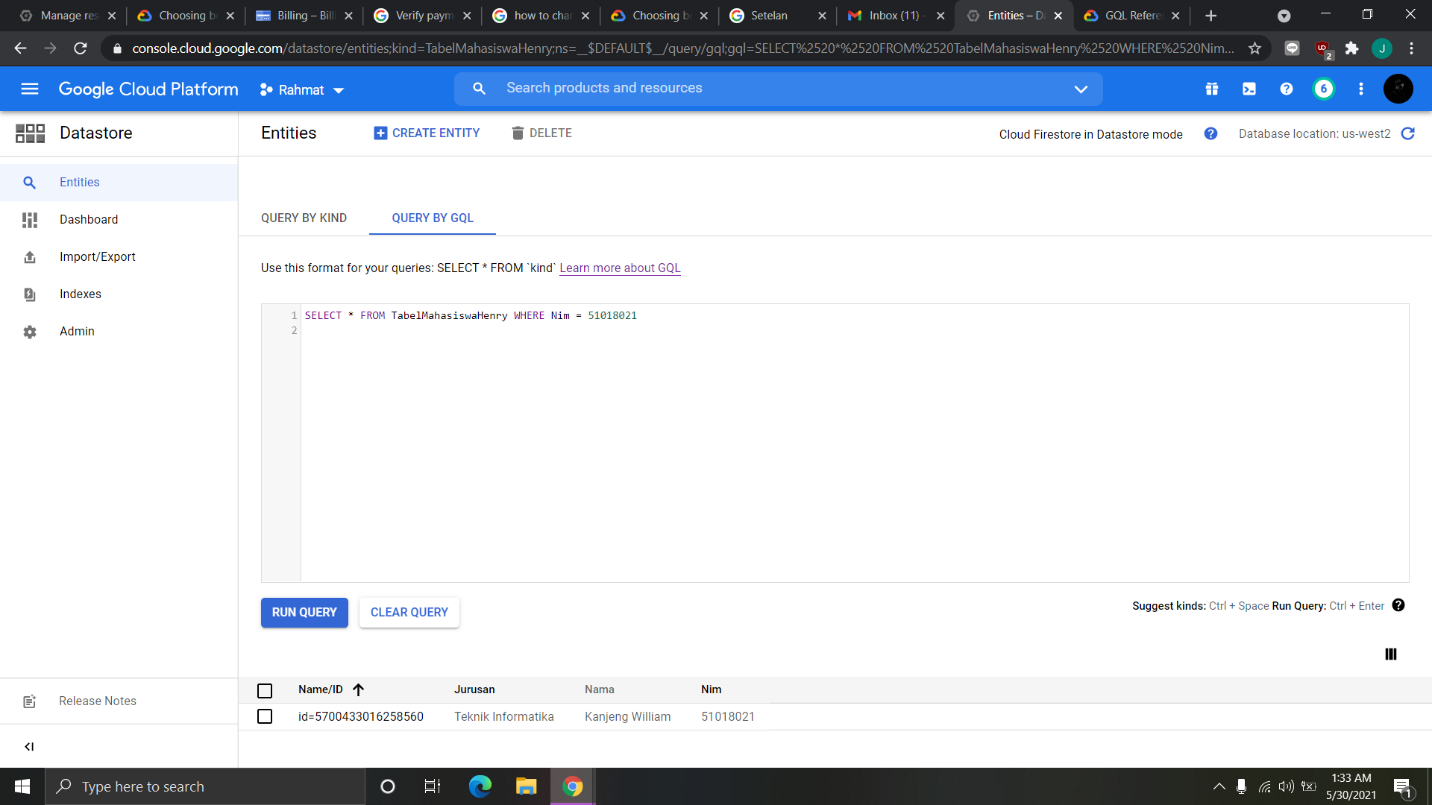 Manage res
Choosing b
Billing – Bill
Verify paym
how to chan
Choosing b
Setelan
Inbox (11) -
Entities – Da
GQL Refere
console.cloud.google.com/datastore/entities;kind=TabelMahasiswaHenry;ns=__$DEFAULT$__/query/gql;gql=SELECT%2520*%2520FROM%2520TabelMahasiswaHenry%2520WHERE%2520Nim...
2
J
Google Cloud Platform
Rahmat
Search products and resources
6
Datastore
Entities
CREATE ENTITY
DELETE
Cloud Firestore in Datastore mode
Database location: us-west2
Entities
Dashboard
Import/Export
Indexes
Admin
QUERY BY KIND
QUERY BY GQL
Use this format for your queries: SELECT * FROM `kind` Learn more about GQL
1 SELECT * FROM TabelMahasiswaHenry WHERE Nim = 51018021
2
RUN QUERY
CLEAR QUERY
Suggest kinds: Ctrl + Space Run Query: Ctrl + Enter
Name/ID Jurusan Nama Nim
id=5700433016258560 Teknik Informatika Kanjeng William 51018021
Release Notes
Type here to search
1:33 AM
5/30/2021
1